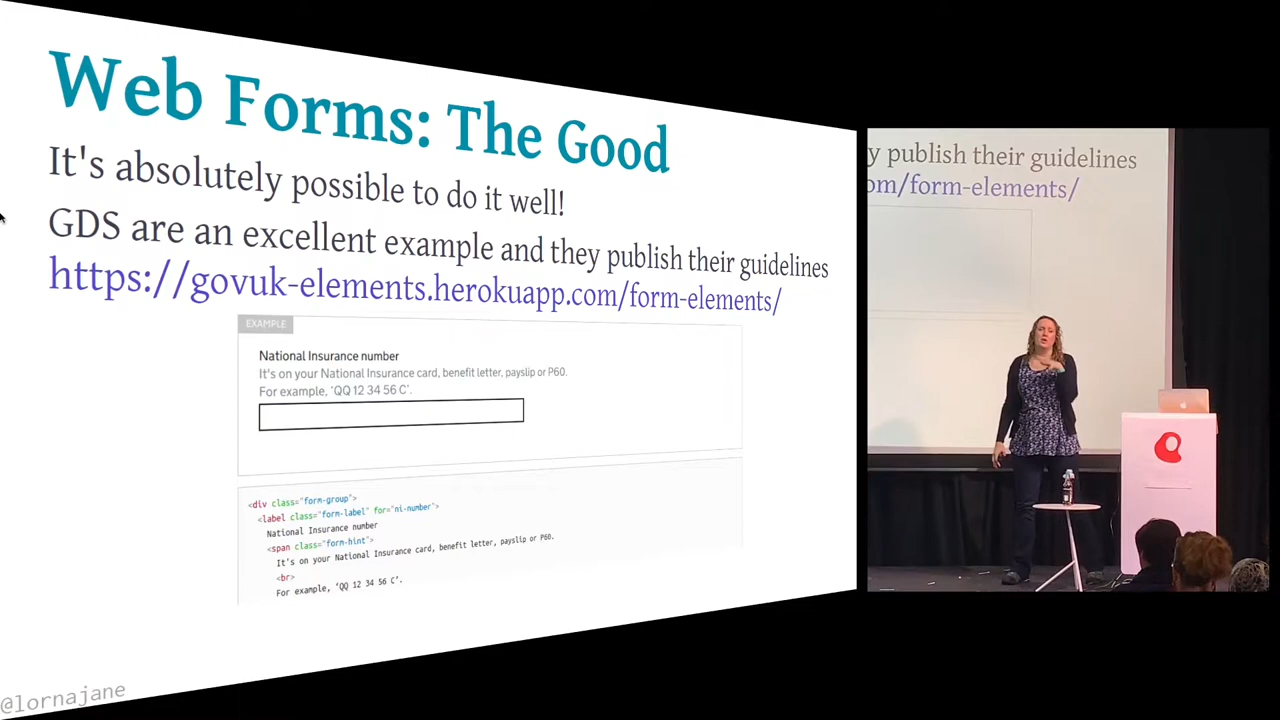 Web Forms: The Good
It's absolutely possible to do it well!
GDS are an excellent example and they publish their guidelines
https://govuk-elements.herokuapp.com/form-elements/
EXAMPLE
National Insurance number
It's on your National Insurance card, benefit letter, payslip or P60.
For example, ‘QQ 12 34 56 C’.
<div class="form-group">
<label class="form-label" for="ni-number">
National Insurance number
<span class="form-hint">
It's on your National Insurance card, benefit letter, payslip or P60.
<br>
For example, ‘QQ 12 34 56 C’.
@lornajane
y publish their guidelines
om/form-elements/